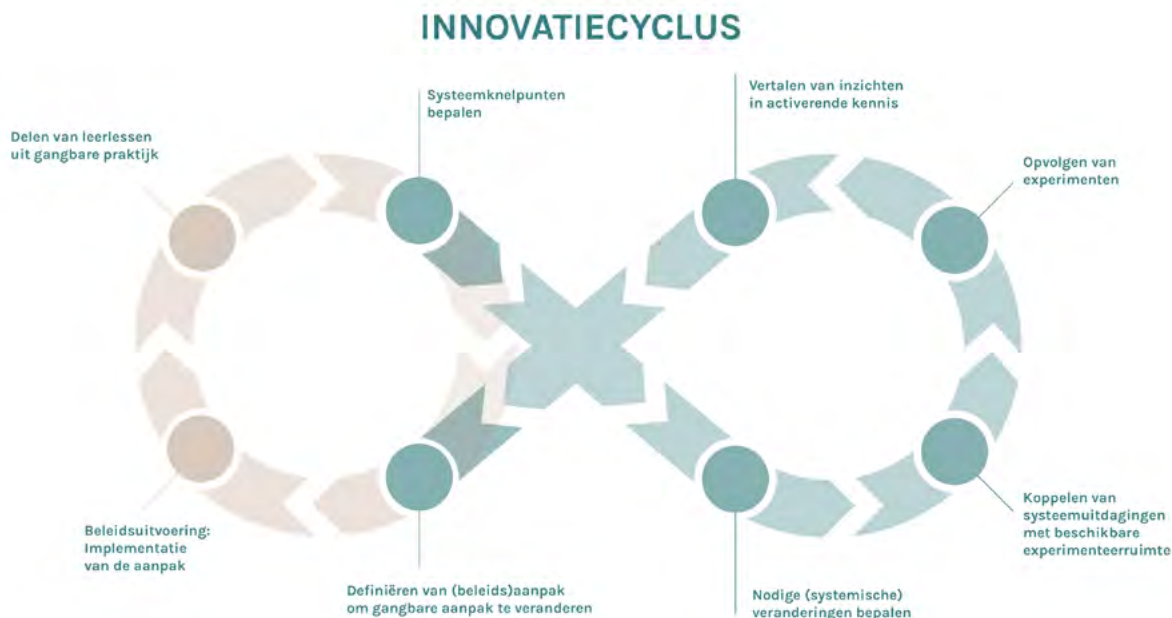 INNOVATIECYCLUS
Systeemknelpunten
bepalen
Vertalen van inzichten
in activerende kennis
Delen van leerlessen
uit gangbare praktijk
Opvolgen van
experimenten
Beleidsuitvoering:
Implementatie
van de aanpak
Definiëren van (beleids)aanpak
om gangbare aanpak te veranderen
Nodige (systemische)
veranderingen bepalen
Koppelen van
systeemuitdagingen
met beschikbare
experimenteerruimte